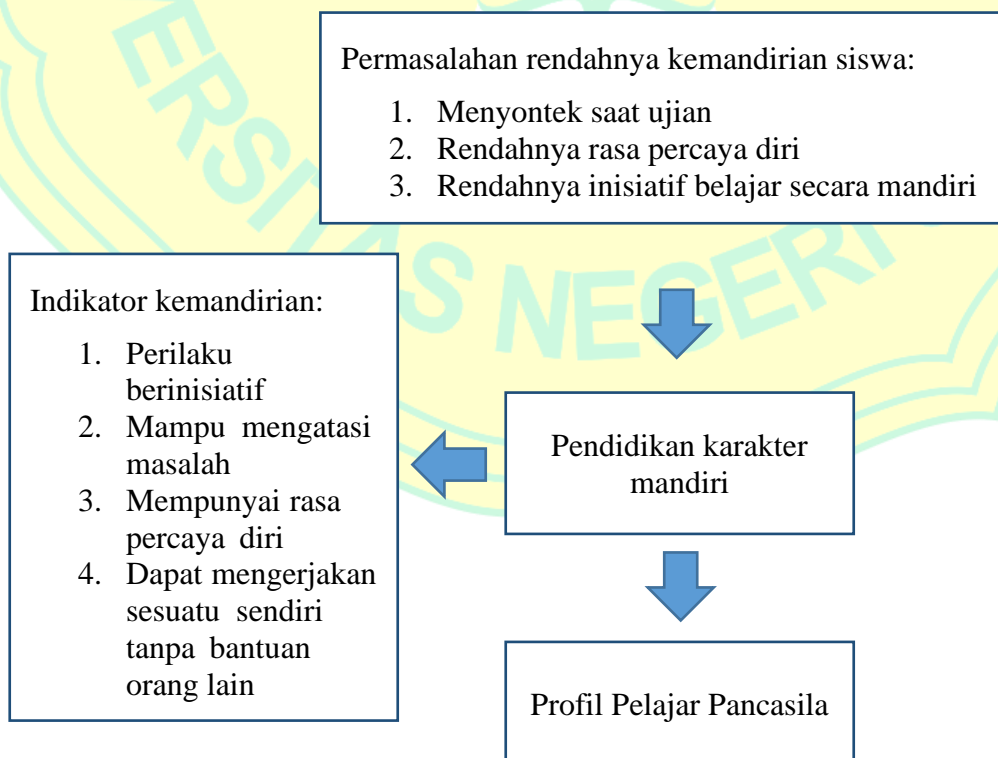 Permasalahan rendahnya kemandirian siswa:
1. Menyontek saat ujian
2. Rendahnya rasa percaya diri
3. Rendahnya inisiatif belajar secara mandiri
Indikator kemandirian:
1. Perilaku
berinisiatif
2. Mampu mengatasi
masalah
3. Mempunyai rasa
percaya diri
4. Dapat mengerjakan
sesuatu sendiri
tanpa bantuan
orang lain
Pendidikan karakter
mandiri
Profil Pelajar Pancasila
ERSITAS NEGERI